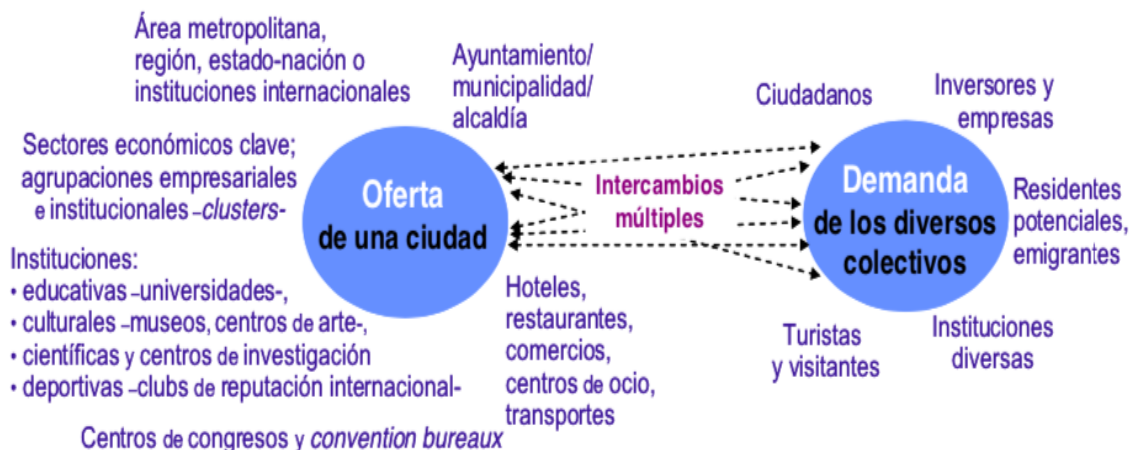 Área metropolitana,
región, estado-nación o
instituciones internacionales
Ayuntamiento/
municipalidad/
alcaldía
Sectores económicos clave;
agrupaciones empresariales
e institucionales –clusters-
Instituciones:
• educativas –universidades-,
• culturales –museos, centros de arte-,
• científicas y centros de investigación
• deportivas –clubs de reputación internacional-
Centros de congresos y convention bureaux
Hoteles,
restaurantes,
comercios,
centros de ocio,
transportes
Oferta
de una ciudad
Intercambios
múltiples
Demanda
de los diversos
colectivos
Ciudadanos
Inversores y
empresas
Residentes
potenciales,
emigrantes
Turistas
y visitantes
Instituciones
diversas